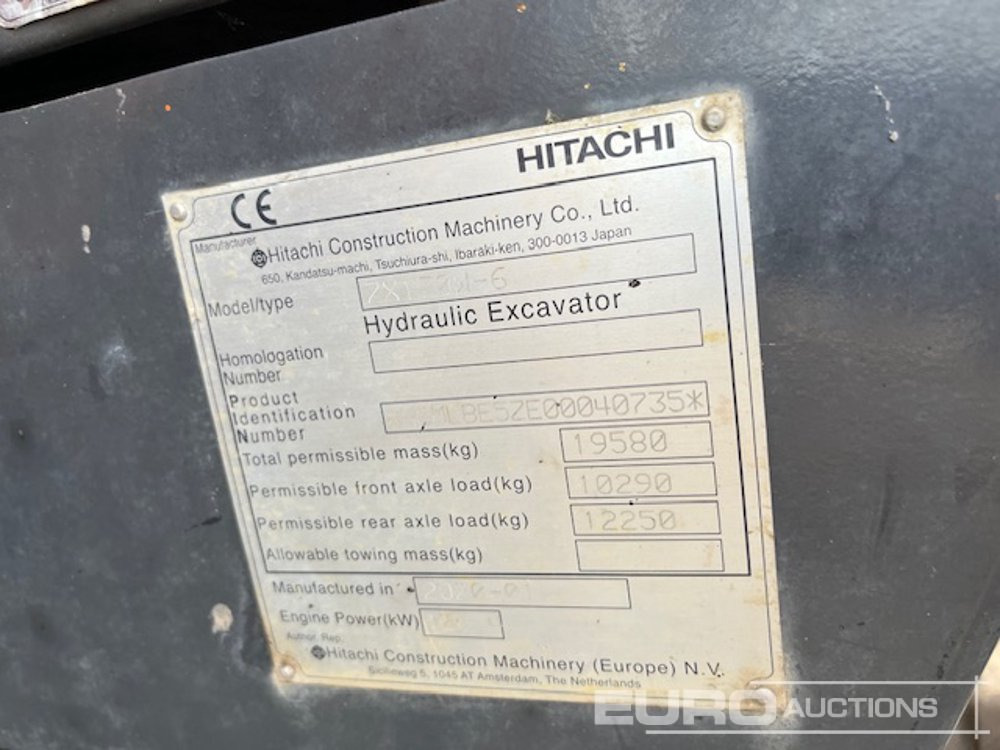 CE
HITACHI
Manufacturer
Hitachi Construction Machinery Co., Ltd.
650, Kandatsu-machi, Tsuchiura-shi, Ibaraki-ken, 300-0013 Japan
Model/type
Hydraulic Excavator
Homologation
Number
Product
Identification
Number
Total permissible mass(kg) 19580
Permissible front axle load(kg) 10290
Permissible rear axle load(kg) 12250
Allowable towing mass(kg)
Manufactured in
Engine Power(kW)
Author. Rep.
Hitachi Construction Machinery (Europe) N.V.
Siciliëweg 5, 1045 AT Amsterdam, The Netherlands
EURO AUCTIONS